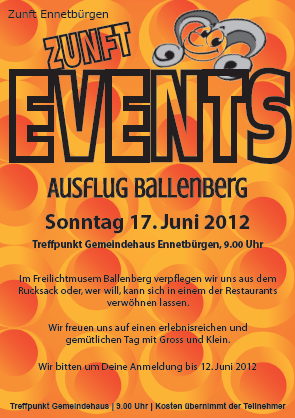 Zunft Ennetbürgen
ZUNFT
EVENTS
AUSFLUG BALLENBERG
Sonntag 17. Juni 2012
Treffpunkt Gemeindehaus Ennetbürgen, 9.00 Uhr
Im Freilichtmusem Ballenberg verpflegen wir uns aus dem
Rucksack oder, wer will, kann sich in einem der Restaurants
verwöhnen lassen.
Wir freuen uns auf einen erlebnisreichen und
gemütlichen Tag mit Gross und Klein.
Wir bitten um Deine Anmeldung bis 12. Juni 2012
Treffpunkt Gemeindehaus | 9.00 Uhr | Kosten übernimmt der Teilnehmer